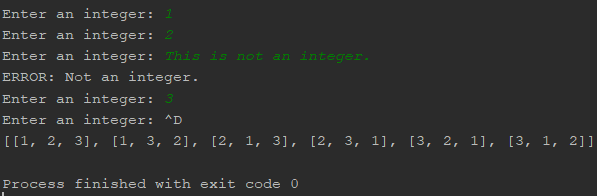 Enter an integer: 1
Enter an integer: 2
Enter an integer: This is not an integer.
ERROR: Not an integer.
Enter an integer: 3
Enter an integer: ^D
[[1, 2, 3], [1, 3, 2], [2, 1, 3], [2, 3, 1], [3, 2, 1], [3, 1, 2]]
Process finished with exit code 0